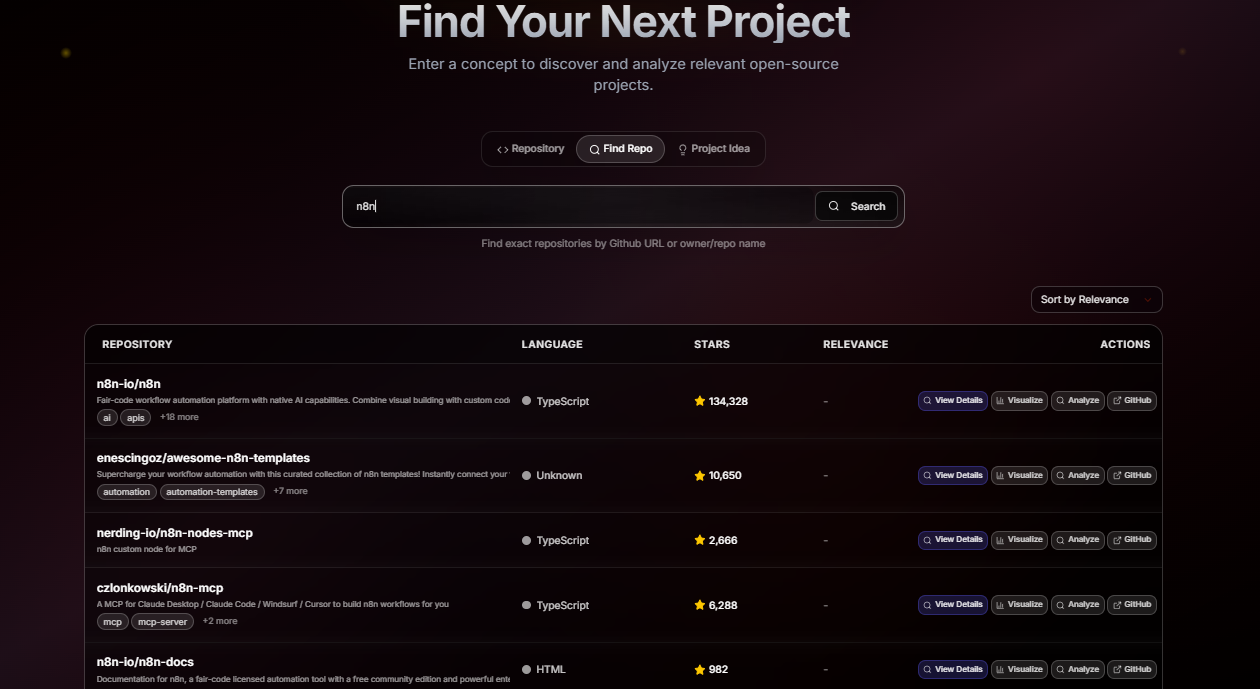 Find Your Next Project
Enter a concept to discover and analyze relevant open-source
projects.
Repository Find Repo Project Idea
n8n Search
Find exact repositories by Github URL or owner/repo name
Sort by Relevance
REPOSITORY LANGUAGE STARS RELEVANCE ACTIONS
n8n-io/n8n
Fair-code workflow automation platform with native AI capabilities. Combine visual building with custom cod
ai apis +18 more
TypeScript 134,328 - View Details Visualize Analyze GitHub
enescingoz/awesome-n8n-templates
Supercharge your workflow automation with this curated collection of n8n templates! Instantly connect your
automation automation-templates +7 more
Unknown 10,650 - View Details Visualize Analyze GitHub
nerding-io/n8n-nodes-mcp
n8n custom node for MCP
TypeScript 2,666 - View Details Visualize Analyze GitHub
czlonkowski/n8n-mcp
A MCP for Claude Desktop / Claude Code / Windsurf / Cursor to build n8n workflows for you
mcp mcp-server +2 more
TypeScript 6,288 - View Details Visualize Analyze GitHub
n8n-io/n8n-docs
Documentation for n8n, a fair-code licensed automation tool with a free community edition and powerful ente
HTML 982 - View Details Visualize Analyze GitHub